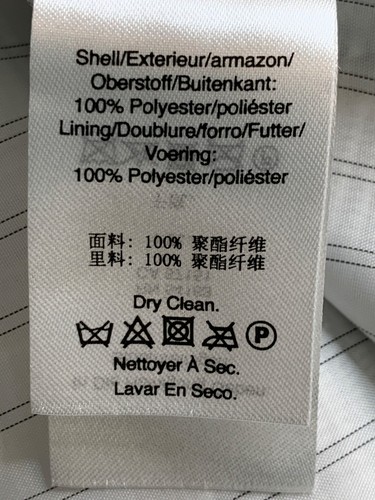 Shell/Exterieur/armazon/
Oberstoff/Buitenkant:
100% Polyester/poliéster
Lining/Doublure/forro/Futter/
Voering:
100% Polyester/poliéster
面料: 100% 聚酯纤维
里料: 100% 聚酯纤维
Dry Clean.
P
Nettoyer À Sec.
Lavar En Seco.